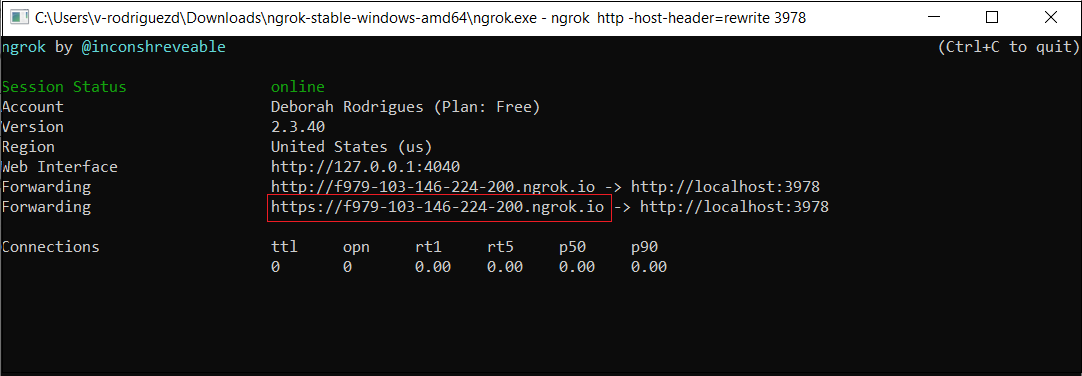 C:\Users\v-rodriguezd\Downloads\ngrok-stable-windows-amd64\ngrok.exe - ngrok http -host-header=rewrite 3978
ngrok by @inconshreveable (Ctrl+C to quit)
Session Status online
Account Deborah Rodrigues (Plan: Free)
Version 2.3.40
Region United States (us)
Web Interface http://127.0.0.1:4040
Forwarding http://f979-103-146-224-200.ngrok.io -> http://localhost:3978
Forwarding https://f979-103-146-224-200.ngrok.io -> http://localhost:3978
Connections ttl opn rt1 rt5 p50 p90
0 0 0.00 0.00 0.00 0.00